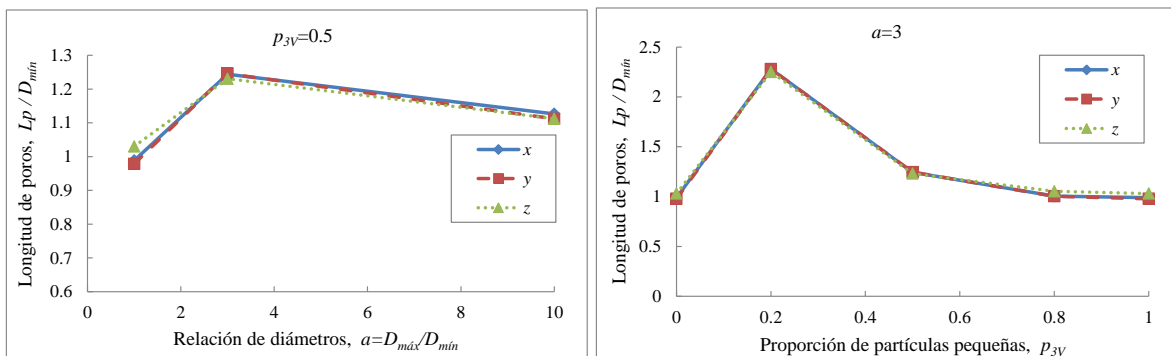 p3V=0.5
Longitud de poros, Lp / Dmín
1.3
1.2
1.1
1
0.9
0.8
0.7
0.6
x
y
z
0
2
4
6
8
10
Relación de diámetros, a=Dmáx/Dmín
a=3
Longitud de poros, Lp / Dmín
2.5
2
1.5
1
0.5
0
x
y
z
0
0.2
0.4
0.6
0.8
1
Proporción de partículas pequeñas, p3V